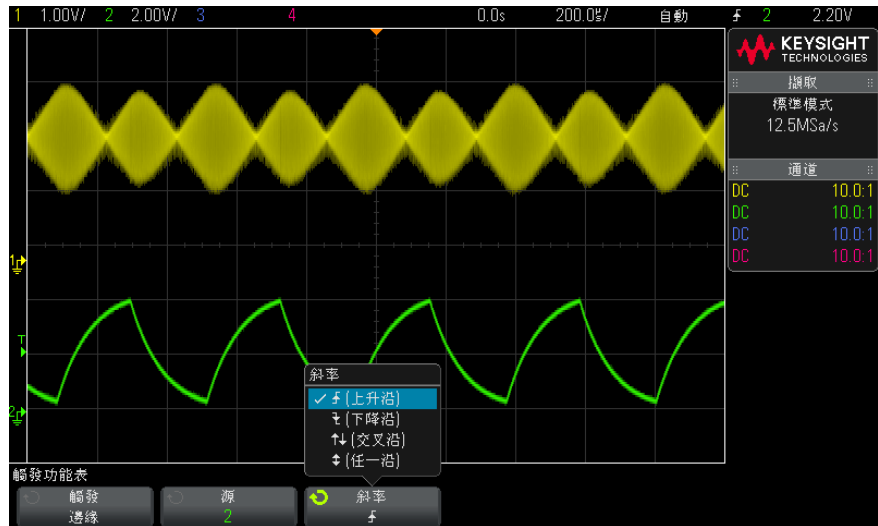 1 1.00V/ 2 2.00V/ 3 4 0.0s 200.0us/ 自動 2 2.20V
KEYSIGHT
TECHNOLOGIES
擷取
標準模式
12.5MSa/s
通道
DC 10.0:1
DC 10.0:1
DC 10.0:1
DC 10.0:1
1
T
2
斜率
✓ (上升沿)
(下降沿)
↑↓ (交叉沿)
↕ (任一沿)
觸發功能表
觸發 源 斜率
邊緣 2